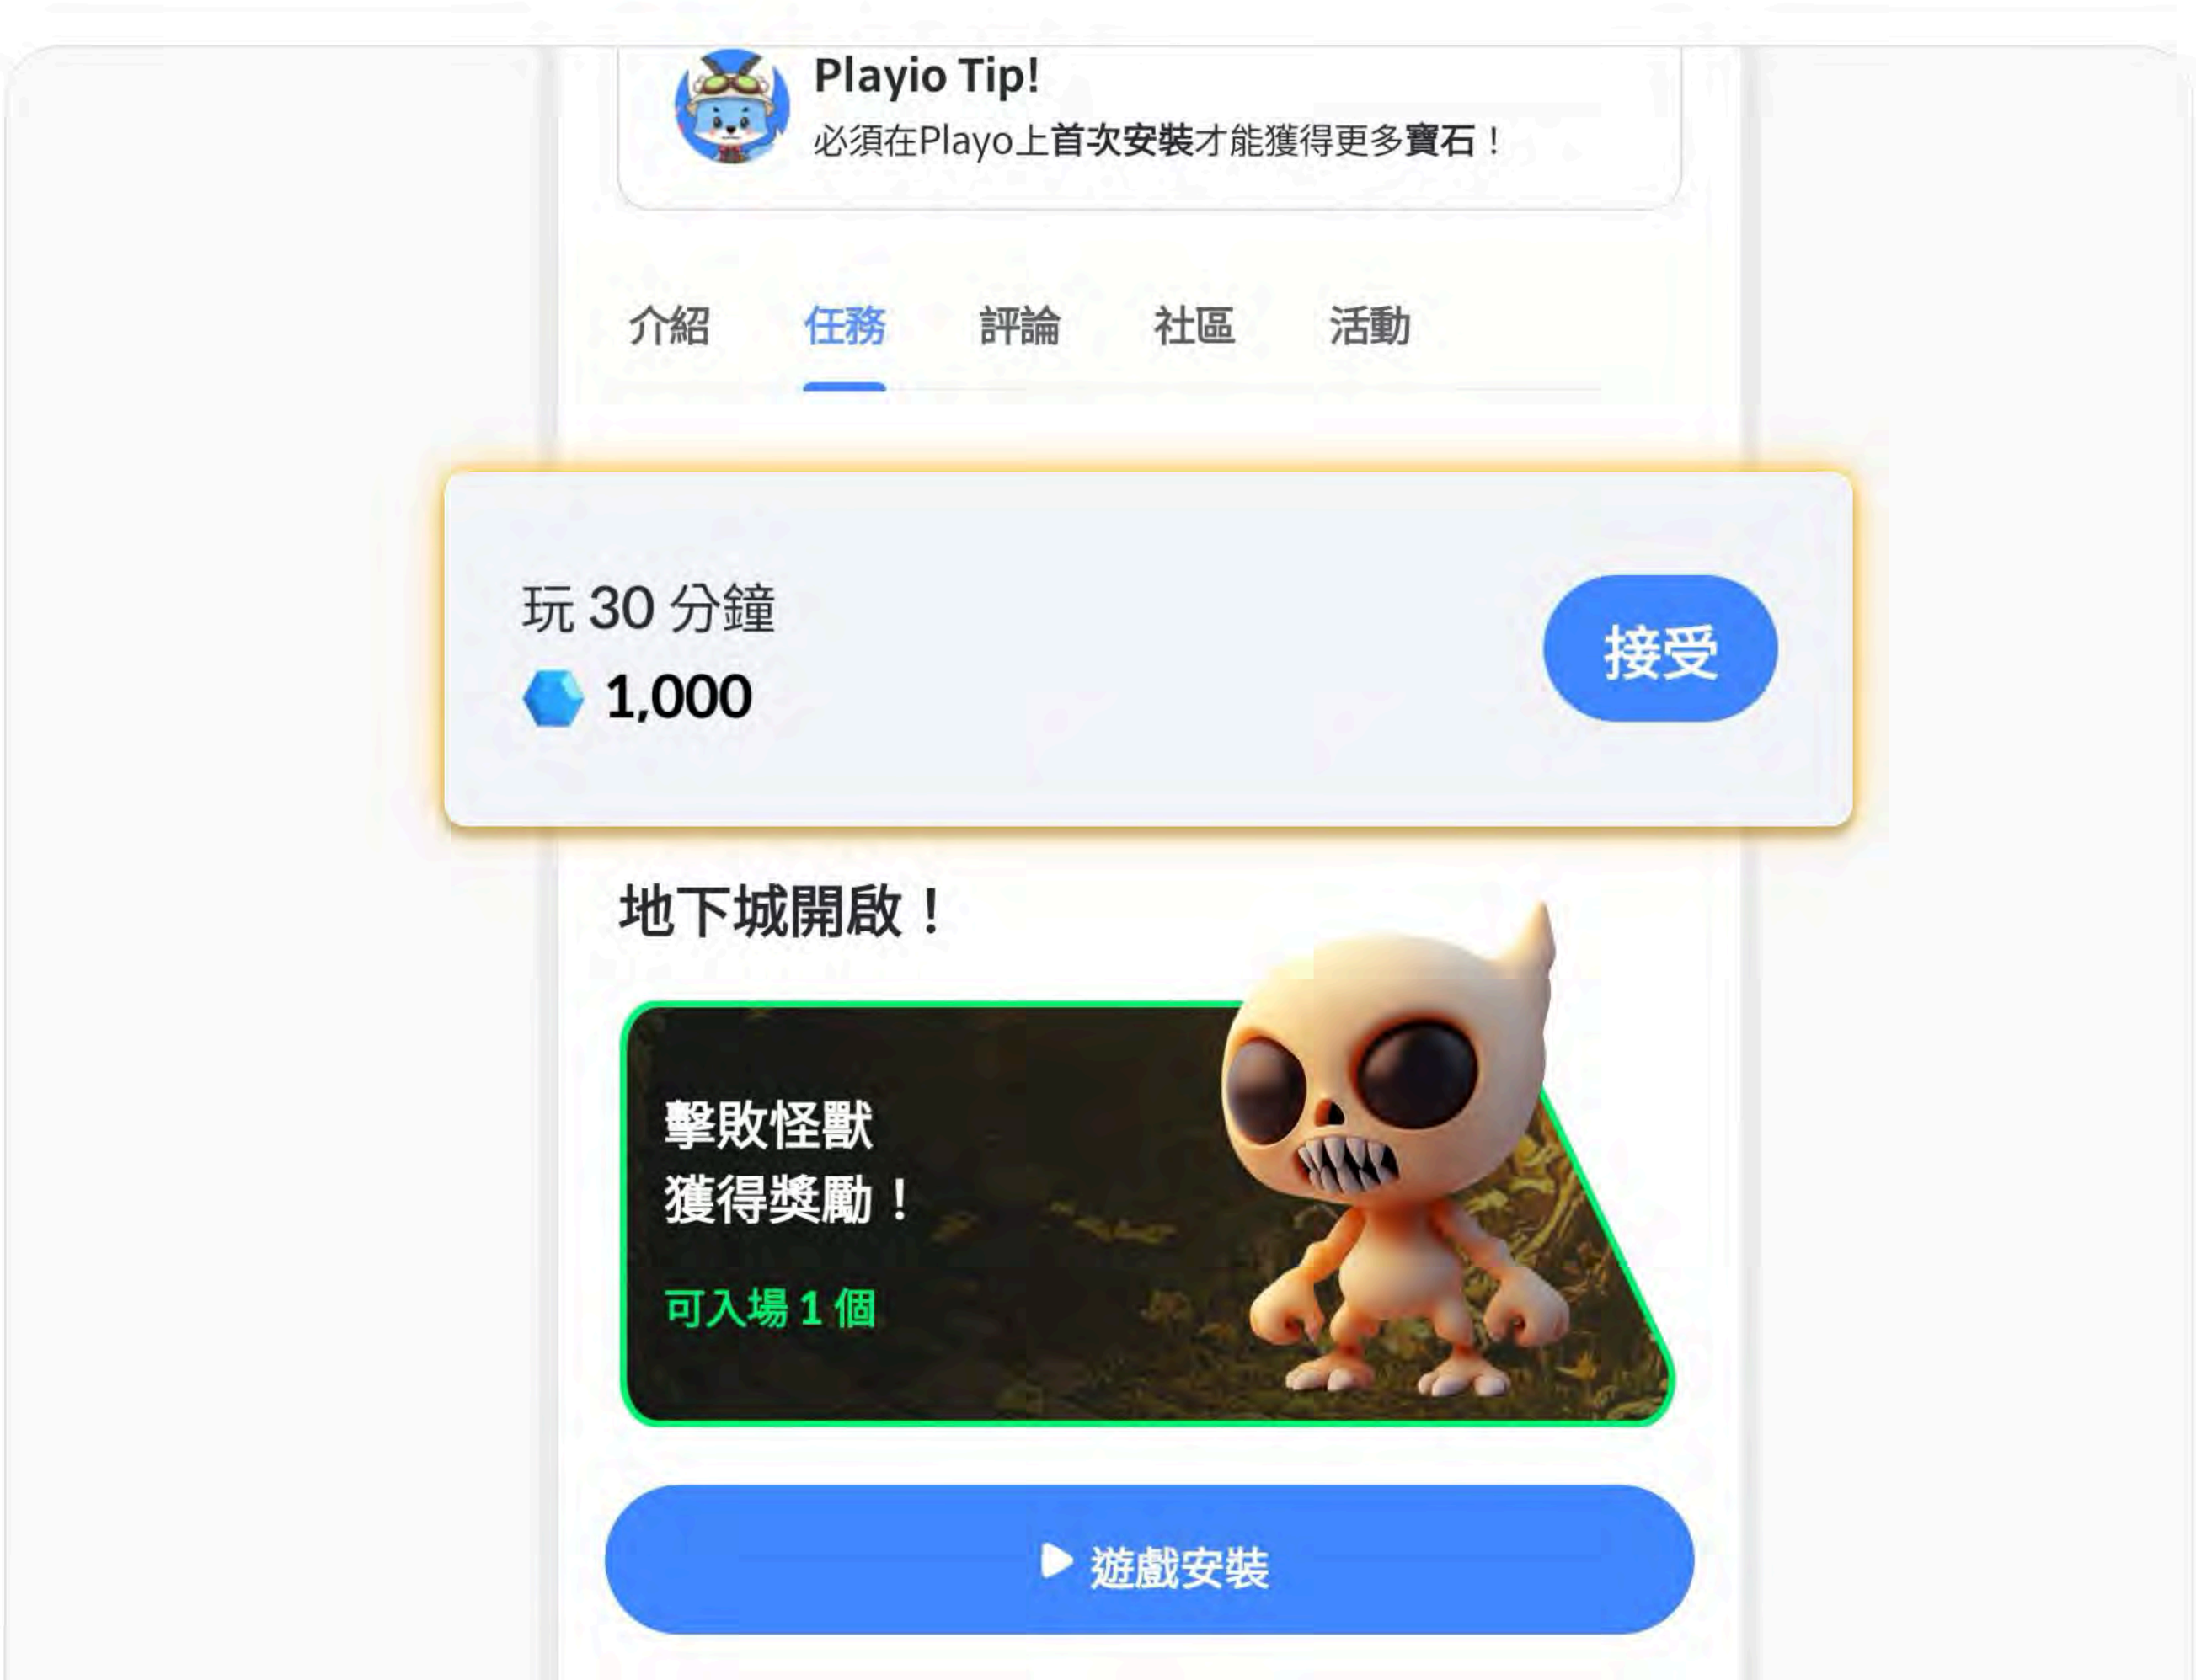 Playio Tip!
必須在Playo上首次安裝才能獲得更多寶石！
介紹 任務 評論 社區 活動
玩 30 分鐘
1,000
接受
地下城開啟！
擊敗怪獸
獲得獎勵！
可入場 1 個
遊戲安裝